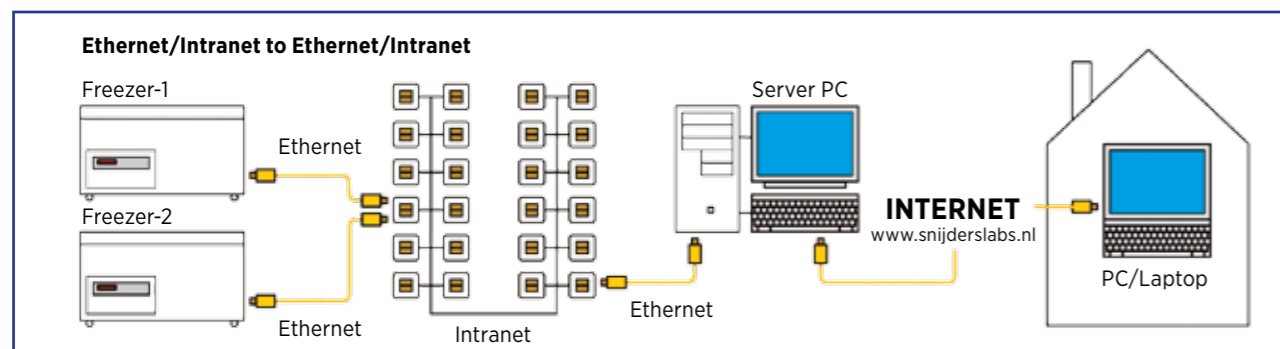 Ethernet/Intranet to Ethernet/Intranet
Freezer-1
Ethernet
Freezer-2
Ethernet
Intranet
Ethernet
Server PC
INTERNET
www.snijderslabs.nl
PC/Laptop